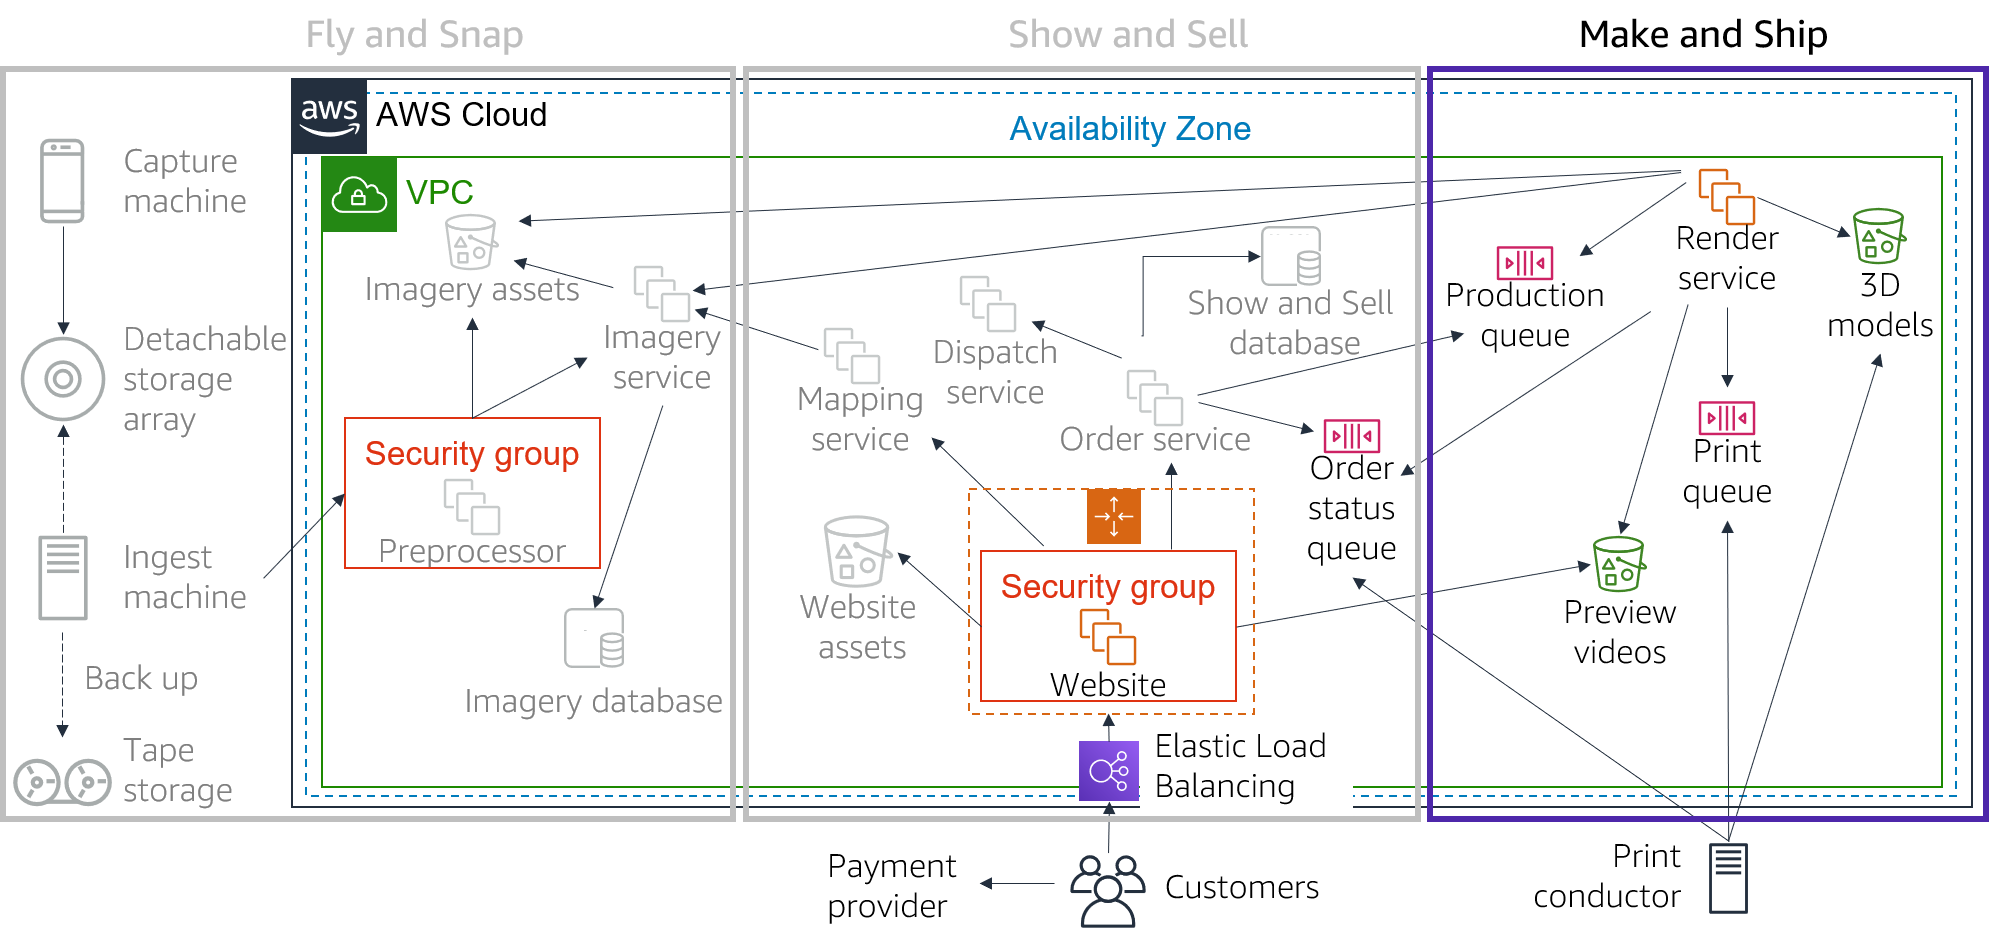 Fly and Snap
Show and Sell
Make and Ship
aws
AWS Cloud
Availability Zone
VPC
Capture
machine
Detachable
storage
array
Ingest
machine
Back up
Tape
storage
Imagery assets
Imagery
service
Security group
Preprocessor
Imagery database
Mapping
service
Dispatch
service
Show and Sell
database
Order service
Order
status
queue
Website
assets
Security group
Website
Elastic Load
Balancing
Payment
provider
Customers
Render
service
Production
queue
3D
models
Print
queue
Preview
videos
Print
conductor